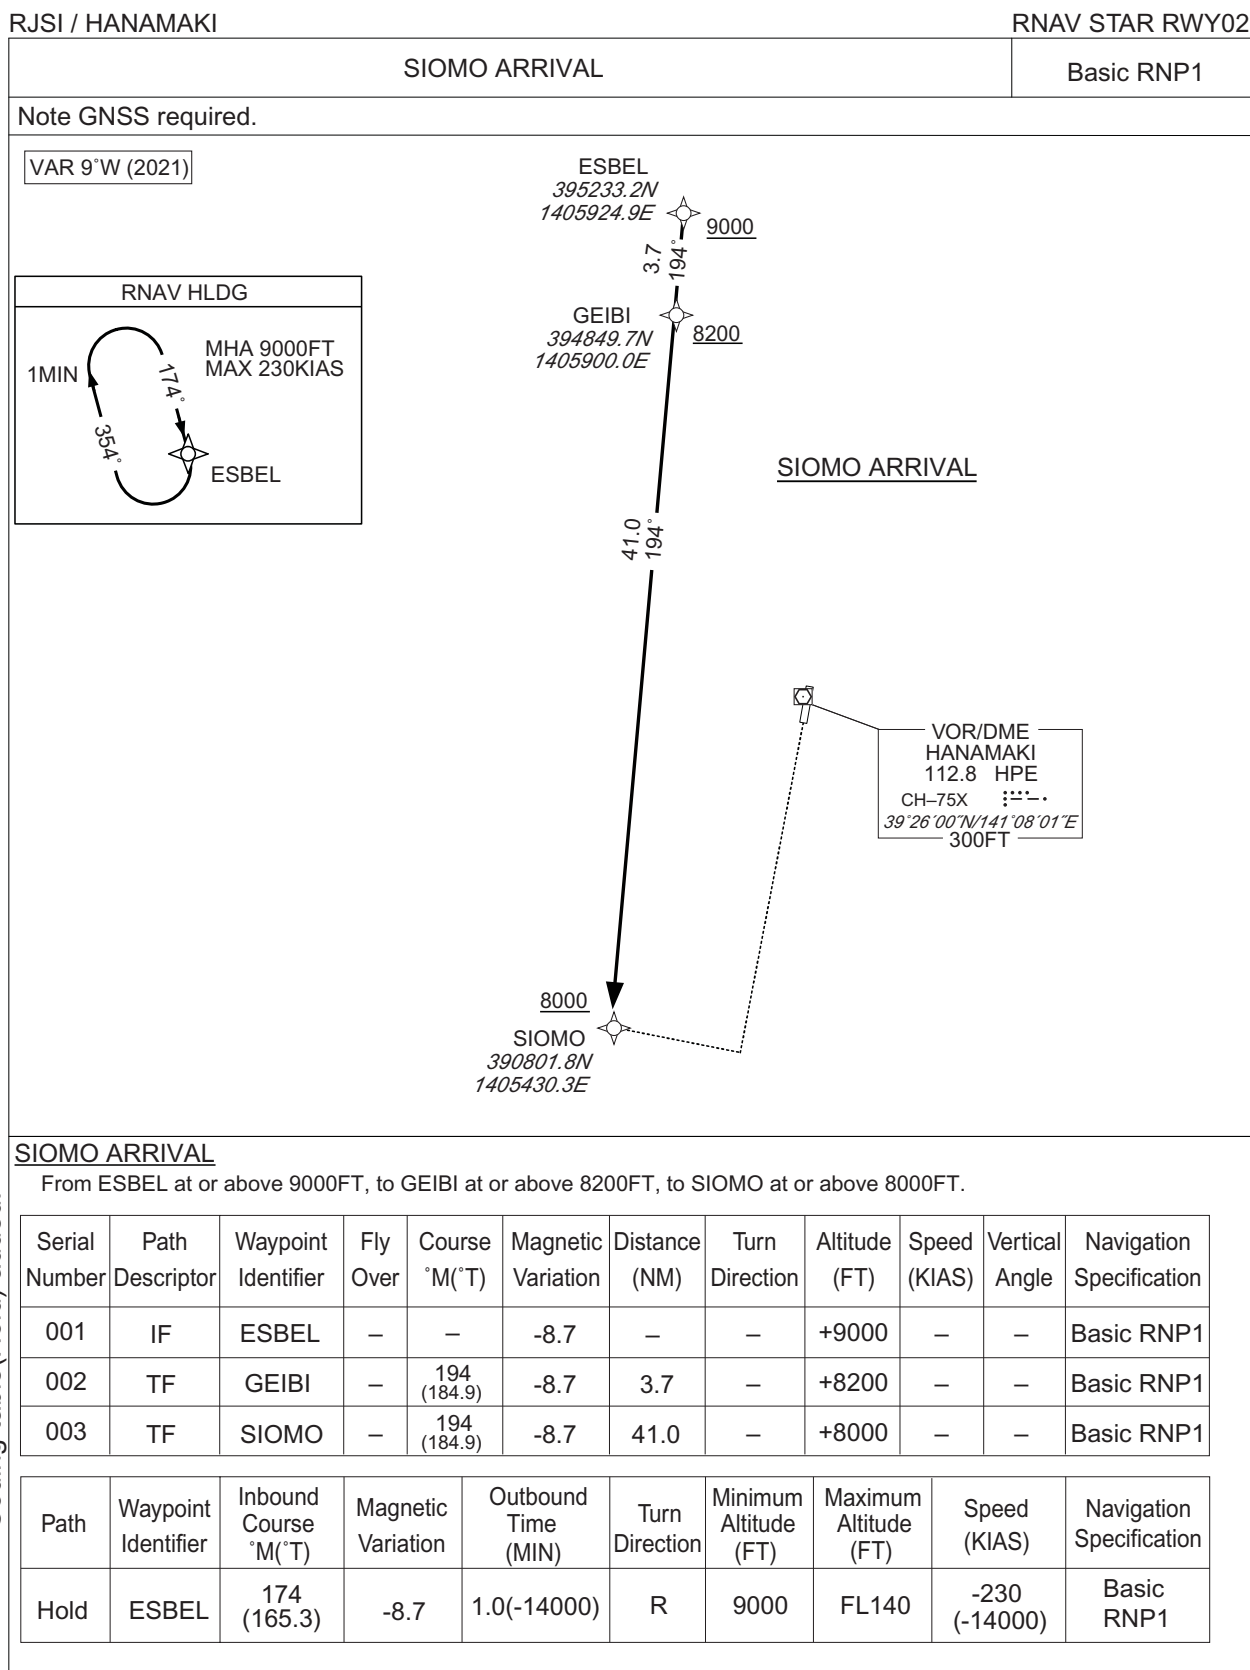 RJSI / HANAMAKI
RNAV STAR RWY02
SIOMO ARRIVAL
Basic RNP1
Note GNSS required.
VAR 9˚W (2021)
ESBEL
395233.2N
1405924.9E
9000
3.7
194˚
GEIBI
394849.7N
1405900.0E
8200
RNAV HLDG
MHA 9000FT
MAX 230KIAS
1MIN
174˚
354˚
ESBEL
SIOMO ARRIVAL
41.0
194˚
VOR/DME
HANAMAKI
112.8 HPE
CH–75X
39˚26´00˝N/141˚08´01˝E
300FT
8000
SIOMO
390801.8N
1405430.3E
SIOMO ARRIVAL
From ESBEL at or above 9000FT, to GEIBI at or above 8200FT, to SIOMO at or above 8000FT.
Serial Number Path Descriptor Waypoint Identifier Fly Over Course ˚M(˚T) Magnetic Variation Distance (NM) Turn Direction Altitude (FT) Speed (KIAS) Vertical Angle Navigation Specification
001 IF ESBEL – – -8.7 – – +9000 – – Basic RNP1
002 TF GEIBI – 194 (184.9) -8.7 3.7 – +8200 – – Basic RNP1
003 TF SIOMO – 194 (184.9) -8.7 41.0 – +8000 – – Basic RNP1
Path Waypoint Identifier Inbound Course ˚M(˚T) Magnetic Variation Outbound Time (MIN) Turn Direction Minimum Altitude (FT) Maximum Altitude (FT) Speed (KIAS) Navigation Specification
Hold ESBEL 174 (165.3) -8.7 1.0(-14000) R 9000 FL140 -230 (-14000) Basic RNP1